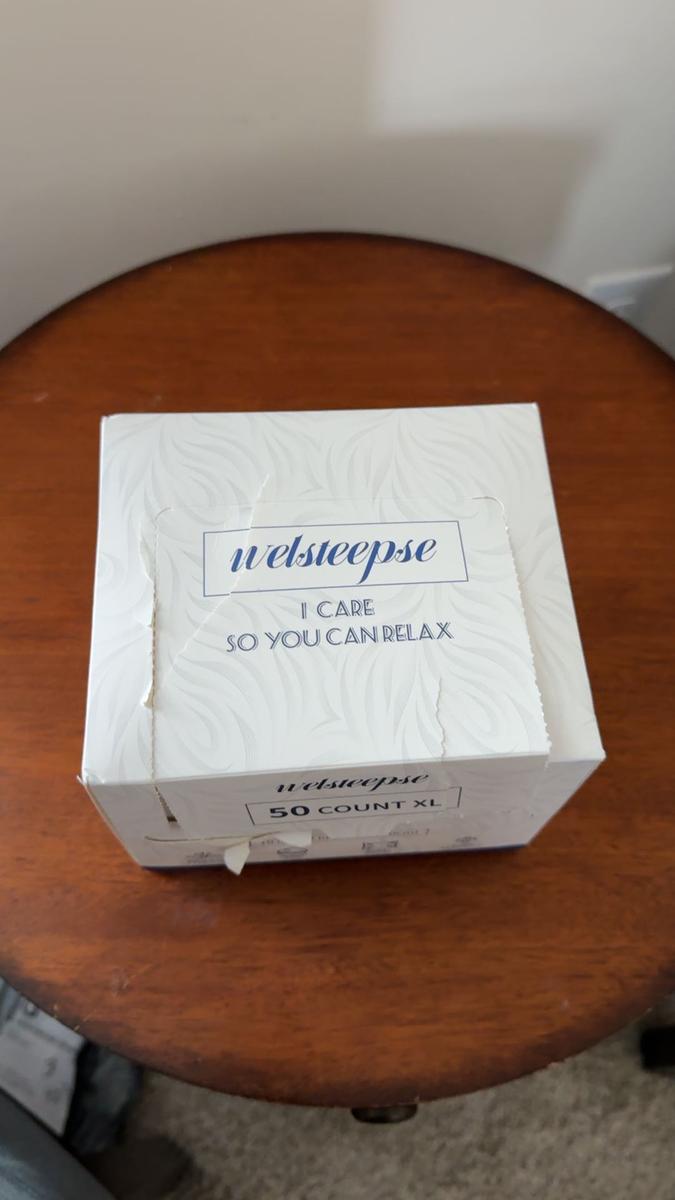 welsteepse
I CARE
SO YOU CAN RELAX
welsteepse
50 COUNT XL